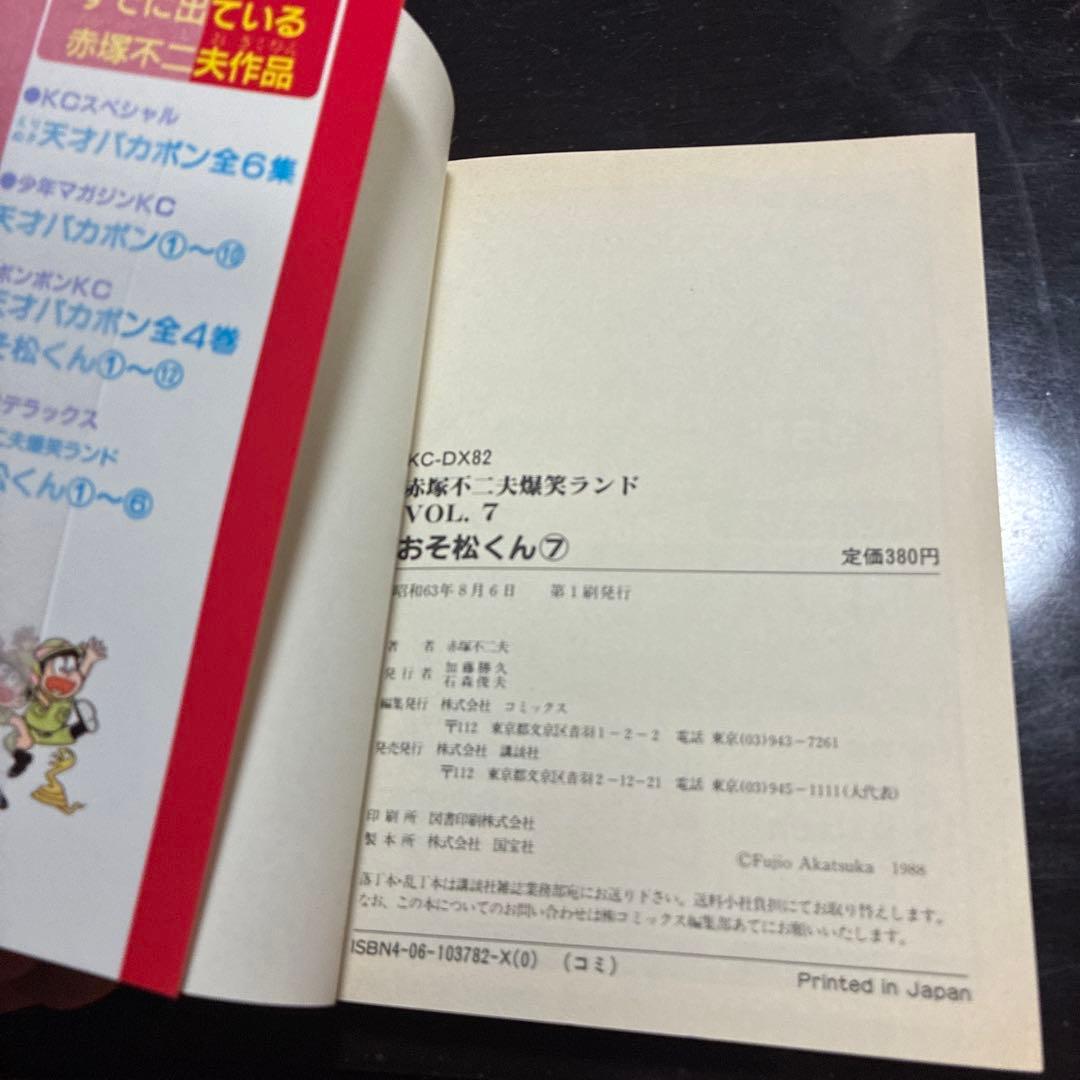 すでに出ている
赤塚不二夫作品
●KCスペシャル
天才バカボン全6集
●少年マガジンKC
天才バカボン①〜⑩
ボンボンKC
天才バカボン全4巻
そ松くん①〜⑫
デラックス
二夫爆笑ランド
松くん①〜⑥
KC-DX82
赤塚不二夫爆笑ランド
VOL. 7
おそ松くん⑦
定価380円
昭和63年8月6日 第1刷発行
著 者 赤塚不二夫
発行者 加藤勝久
石森俊夫
編集発行 株式会社 コミックス
〒112 東京都文京区音羽1-2-2 電話 東京(03)943-7261
発売発行 株式会社 講談社
〒112 東京都文京区音羽2-12-21 電話 東京(03)945-1111(大代表)
印刷所 図書印刷株式会社
製本所 株式会社 国宝社
©Fujio Akatsuka 1988
落丁本・乱丁本は講談社雑誌業務部宛にお送り下さい。送料小社負担にてお取り替えします。
なお、この本についてのお問い合わせは㈱コミックス編集部あてにお願いいたします。
ISBN4-06-103782-X(0) (コミ)
Printed in Japan